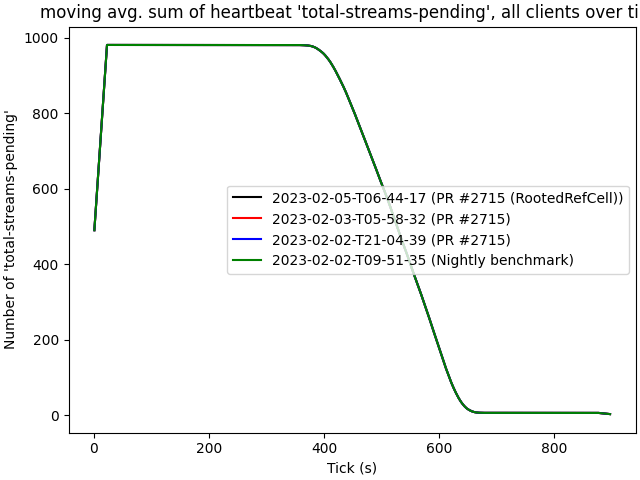 moving avg. sum of heartbeat 'total-streams-pending', all clients over ti
Number of 'total-streams-pending'
1000
800
600
400
200
0
2023-02-05-T06-44-17 (PR #2715 (RootedRefCell))
2023-02-03-T05-58-32 (PR #2715)
2023-02-02-T21-04-39 (PR #2715)
2023-02-02-T09-51-35 (Nightly benchmark)
0 200 400 600 800
Tick (s)